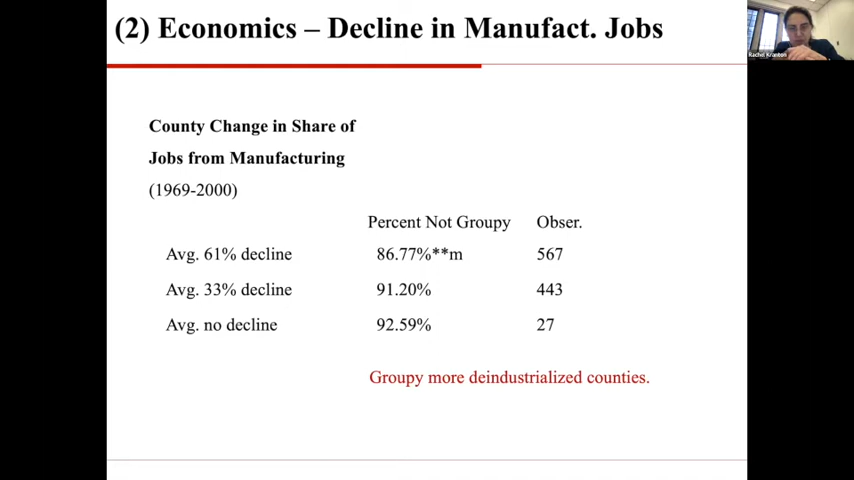 (2) Economics – Decline in Manufact. Jobs
Rachel Kranton
County Change in Share of
Jobs from Manufacturing
(1969-2000)
Percent Not Groupy Obser.
Avg. 61% decline 86.77%**m 567
Avg. 33% decline 91.20% 443
Avg. no decline 92.59% 27
Groupy more deindustrialized counties.